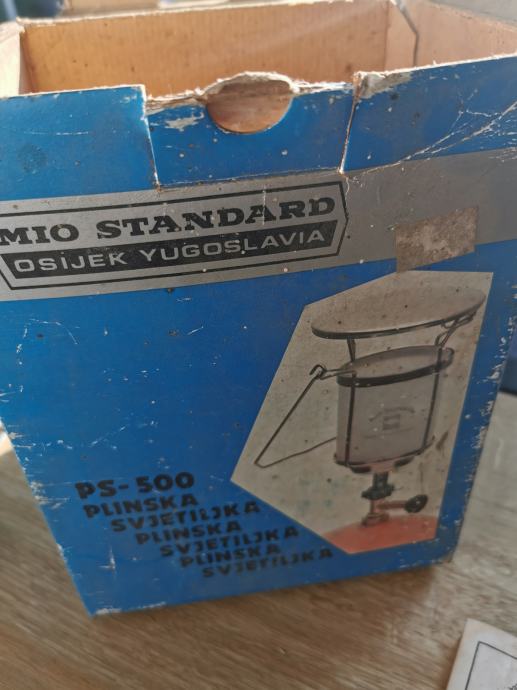 MIO STANDARD
OSIJEK YUGOSLAVIA
PS-500
PLINSKA
SVJETILJKA
PLINSKA
SVJETILJKA
PLINSKA
SVJETILJKA